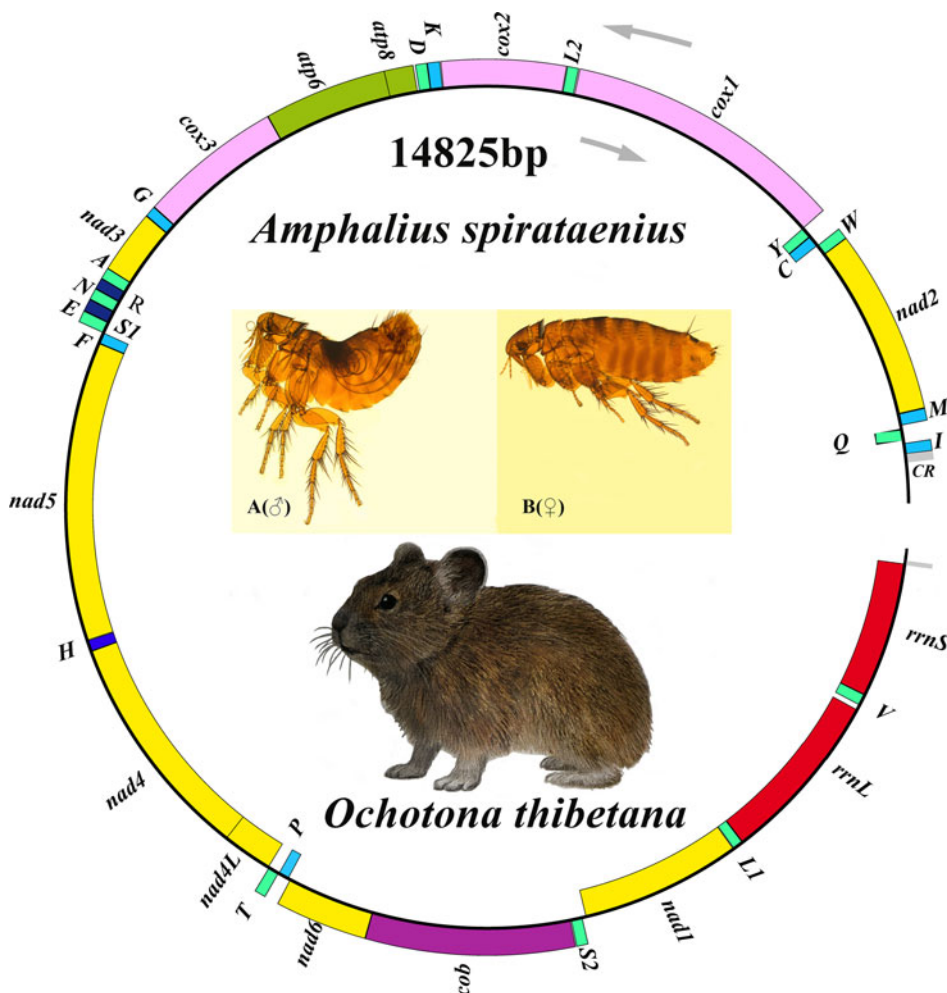 cox2
L2
K
D
atp8
atp6
cox1
cox3
14825bp
Amphalius spirataenius
G
nad3
A
N
R
E
F
S1
Y
C
W
nad2
M
I
CR
Q
A(♂)
B(♀)
nad5
H
nad4
nad4L
P
T
nad6
cob
S2
nad1
L1
rrnL
V
rrnS
Ochotona thibetana